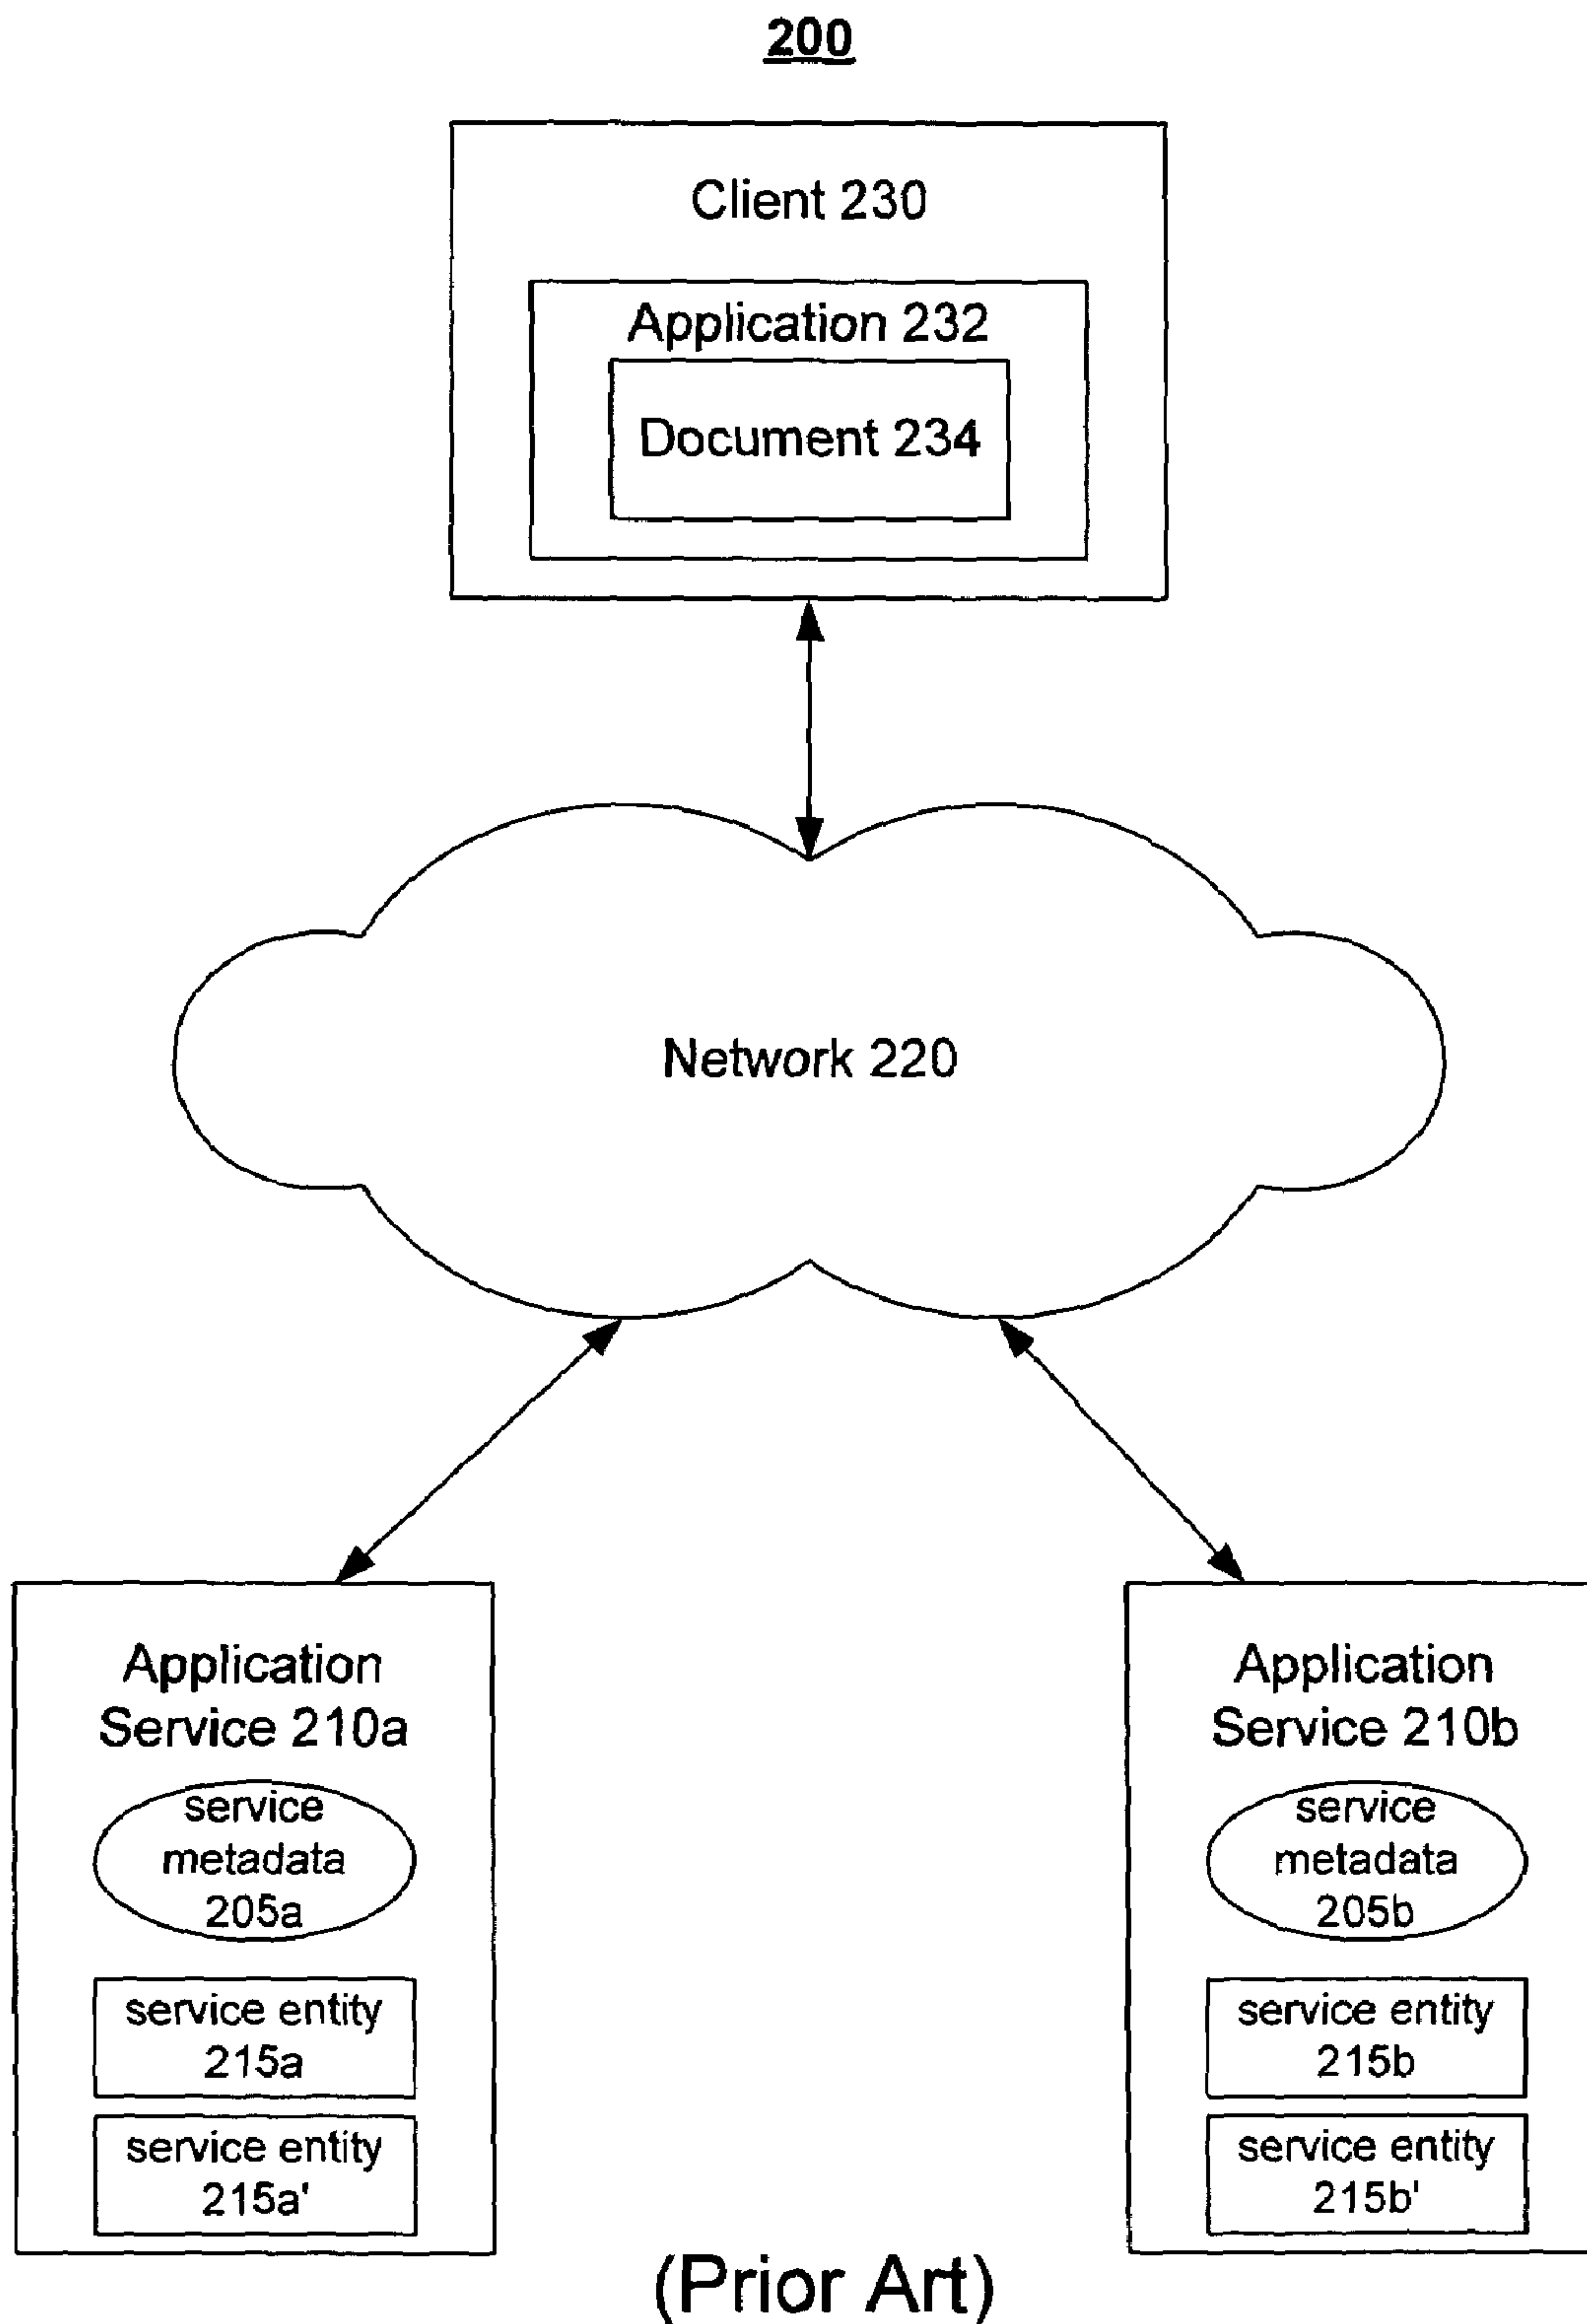 200
Client 230
Application 232
Document 234
Network 220
Application
Service 210a
service
metadata
205a
service entity
215a
service entity
215a'
Application
Service 210b
service
metadata
205b
service entity
215b
service entity
215b'
(Prior Art)